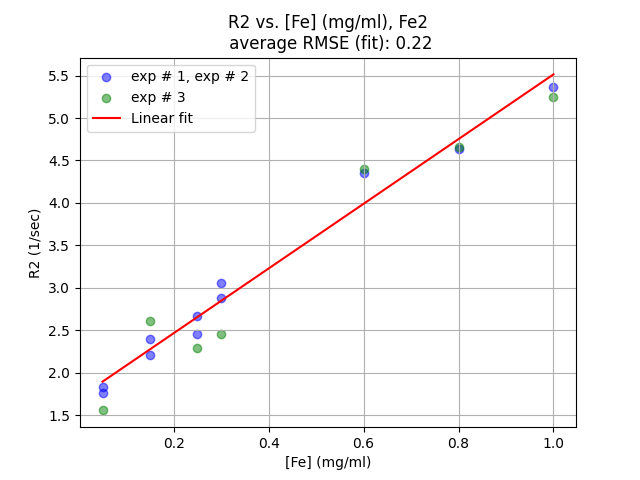 R2 vs. [Fe] (mg/ml), Fe2
average RMSE (fit): 0.22
exp # 1, exp # 2
exp # 3
Linear fit
5.5
5.0
4.5
4.0
3.5
3.0
2.5
2.0
1.5
R2 (1/sec)
0.2
0.4
0.6
0.8
1.0
[Fe] (mg/ml)